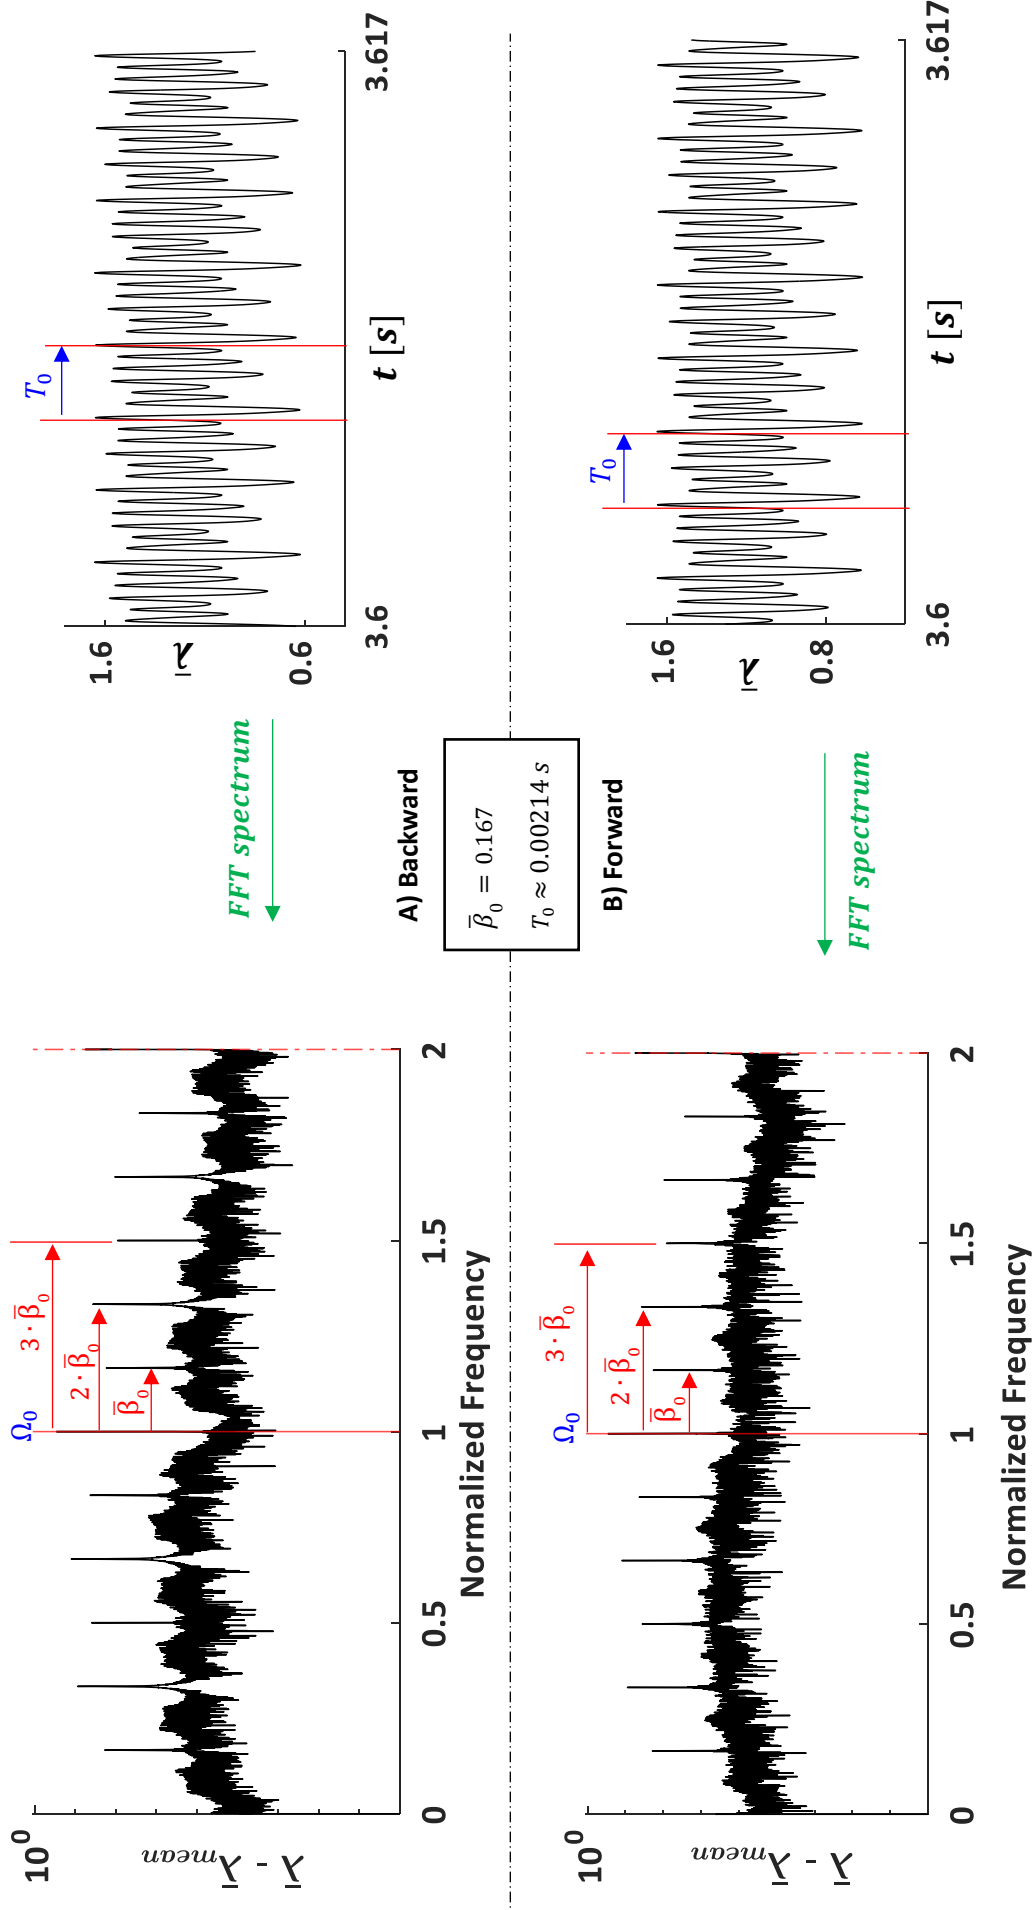 10⁰
λ̄ - λ̄mean
Ω₀
3 · β̄₀
2 · β̄₀
β̄₀
0
0.5
1
1.5
2
Normalized Frequency
FFT spectrum
1.6
λ̄
0.6
T₀
3.6
t [s]
3.617
A) Backward
β̄₀ = 0.167
T₀ ≈ 0.00214 s
B) Forward
10⁰
λ̄ - λ̄mean
Ω₀
3 · β̄₀
2 · β̄₀
β̄₀
0
0.5
1
1.5
2
Normalized Frequency
FFT spectrum
1.6
λ̄
0.8
T₀
3.6
t [s]
3.617